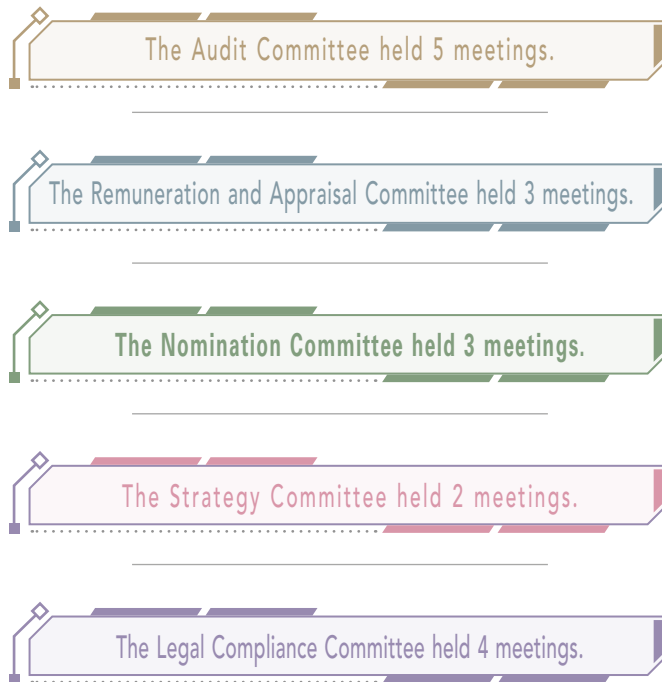 The Audit Committee held 5 meetings.
The Remuneration and Appraisal Committee held 3 meetings.
The Nomination Committee held 3 meetings.
The Strategy Committee held 2 meetings.
The Legal Compliance Committee held 4 meetings.